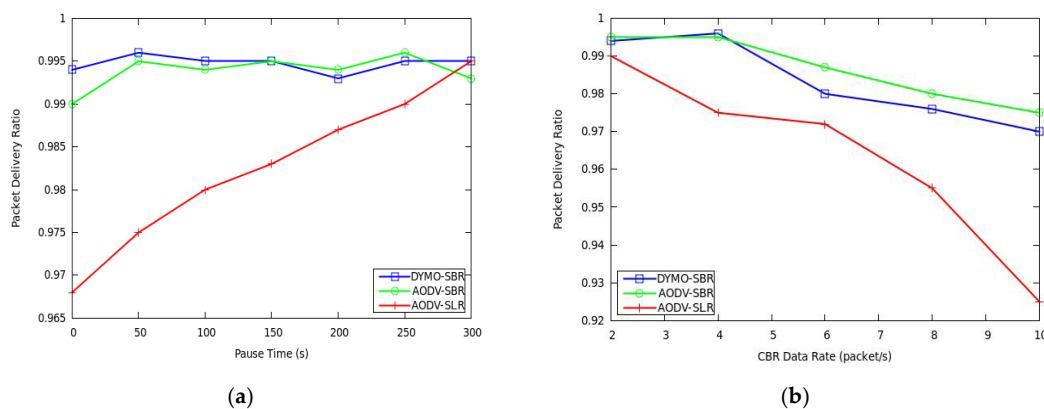 1
0.995
0.99
0.985
0.98
0.975
0.97
0.965
Packet Delivery Ratio
0 50 100 150 200 250 300
Pause Time (s)
DYMO-SBR
AODV-SBR
AODV-SLR
(a)
1
0.99
0.98
0.97
0.96
0.95
0.94
0.93
0.92
Packet Delivery Ratio
2 3 4 5 6 7 8 9 10
CBR Data Rate (packet/s)
DYMO-SBR
AODV-SBR
AODV-SLR
(b)